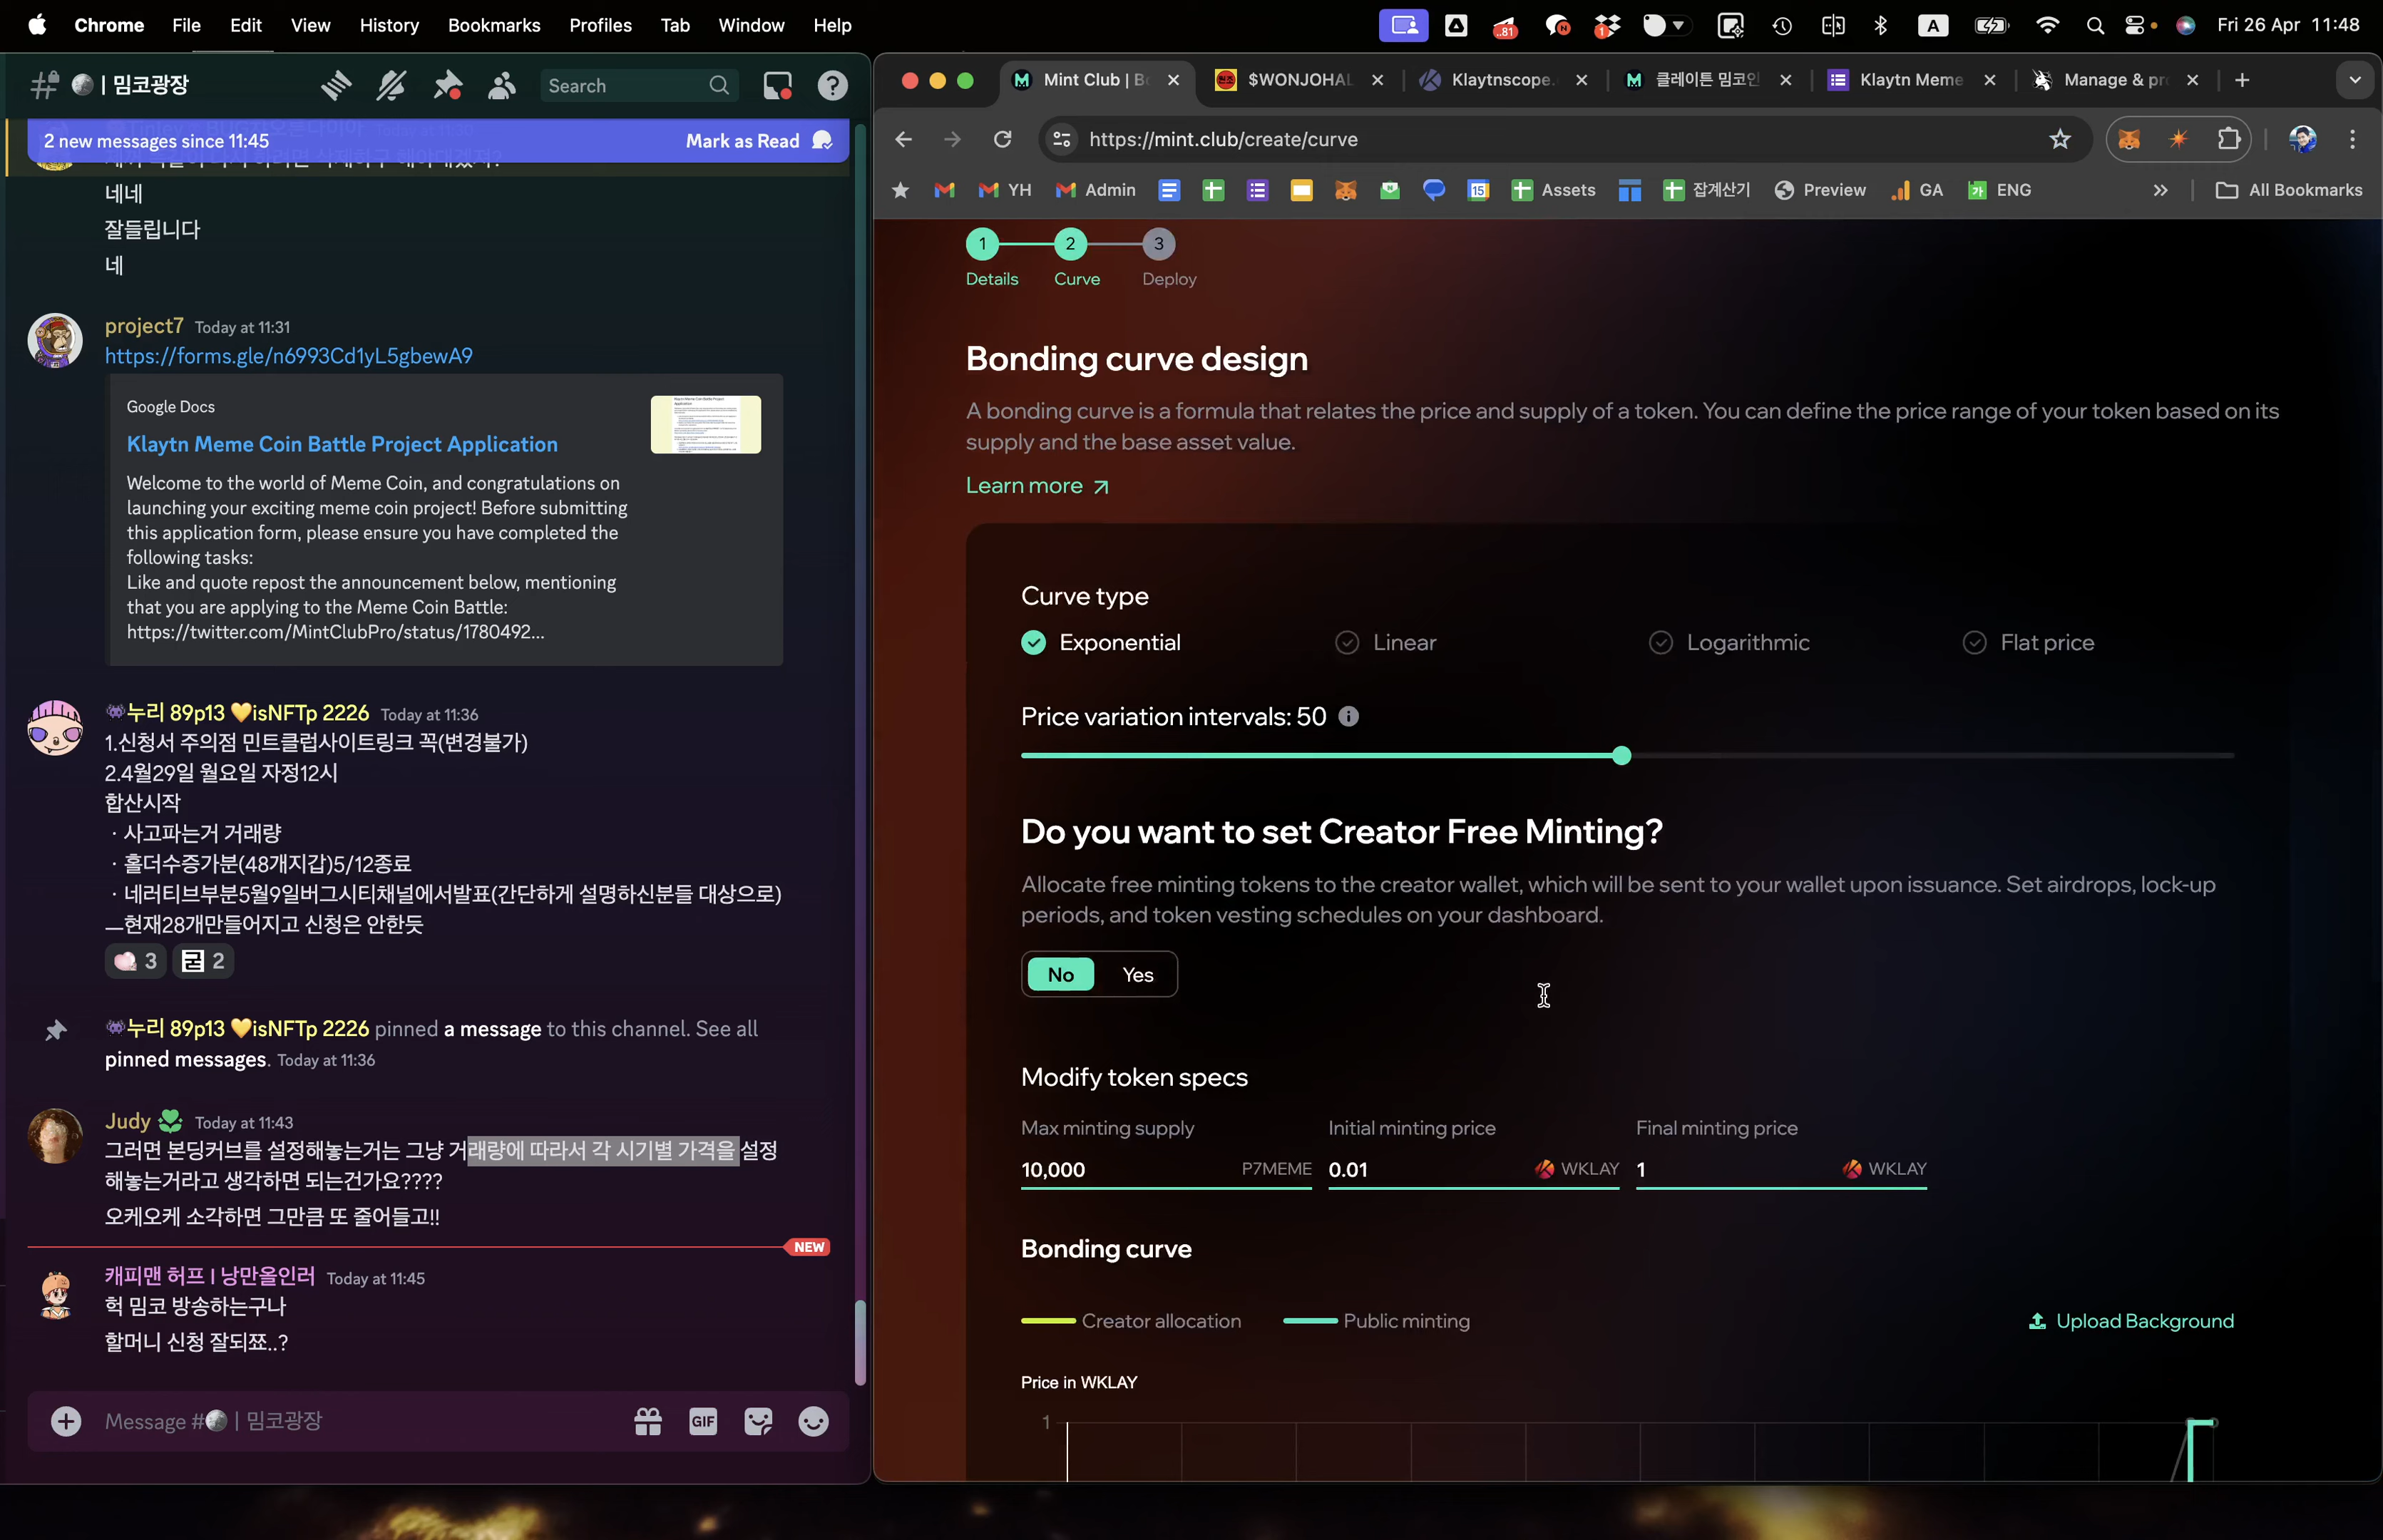 Chrome File Edit View History Bookmarks Profiles Tab Window Help
..81 N 1 A Fri 26 Apr 11:48
| 밈코광장
Search
2 new messages since 11:45 Mark as Read
네네
잘들립니다
네
project7 Today at 11:31
https://forms.gle/n6993Cd1yL5gbewA9
Google Docs
Klaytn Meme Coin Battle Project Application
Welcome to the world of Meme Coin, and congratulations on
launching your exciting meme coin project! Before submitting
this application form, please ensure you have completed the
following tasks:
Like and quote repost the announcement below, mentioning
that you are applying to the Meme Coin Battle:
https://twitter.com/MintClubPro/status/1780492...
누리 89p13 💛isNFTp 2226 Today at 11:36
1.신청서 주의점 민트클럽사이트링크 꼭(변경불가)
2.4월29일 월요일 자정12시
합산시작
· 사고파는거 거래량
· 홀더수증가분(48개지갑)5/12종료
· 네러티브부분5월9일버그시티채널에서발표(간단하게 설명하신분들 대상으로)
—현재28개만들어지고 신청은 안한듯
3 굳 2
누리 89p13 💛isNFTp 2226 pinned a message to this channel. See all
pinned messages. Today at 11:36
Judy Today at 11:43
그러면 본딩커브를 설정해놓는거는 그냥 거래량에 따라서 각 시기별 가격을 설정
해놓는거라고 생각하면 되는건가요????
오케오케 소각하면 그만큼 또 줄어들고!!
NEW
캐피맨 허프 | 낭만올인러 Today at 11:45
헉 밈코 방송하는구나
할머니 신청 잘되쬬..?
Message # | 밈코광장
GIF
Mint Club | Bo
$WONJOHAL
Klaytnscope.
클레이튼 밈코인
Klaytn Meme
Manage & pr
https://mint.club/create/curve
YH Admin 15 Assets 잡계산기 Preview GA ENG All Bookmarks
1 2 3
Details Curve Deploy
Bonding curve design
A bonding curve is a formula that relates the price and supply of a token. You can define the price range of your token based on its
supply and the base asset value.
Learn more
Curve type
Exponential Linear Logarithmic Flat price
Price variation intervals: 50
Do you want to set Creator Free Minting?
Allocate free minting tokens to the creator wallet, which will be sent to your wallet upon issuance. Set airdrops, lock-up
periods, and token vesting schedules on your dashboard.
No Yes
Modify token specs
Max minting supply Initial minting price Final minting price
10,000 P7MEME 0.01 WKLAY 1 WKLAY
Bonding curve
Creator allocation Public minting Upload Background
Price in WKLAY
1